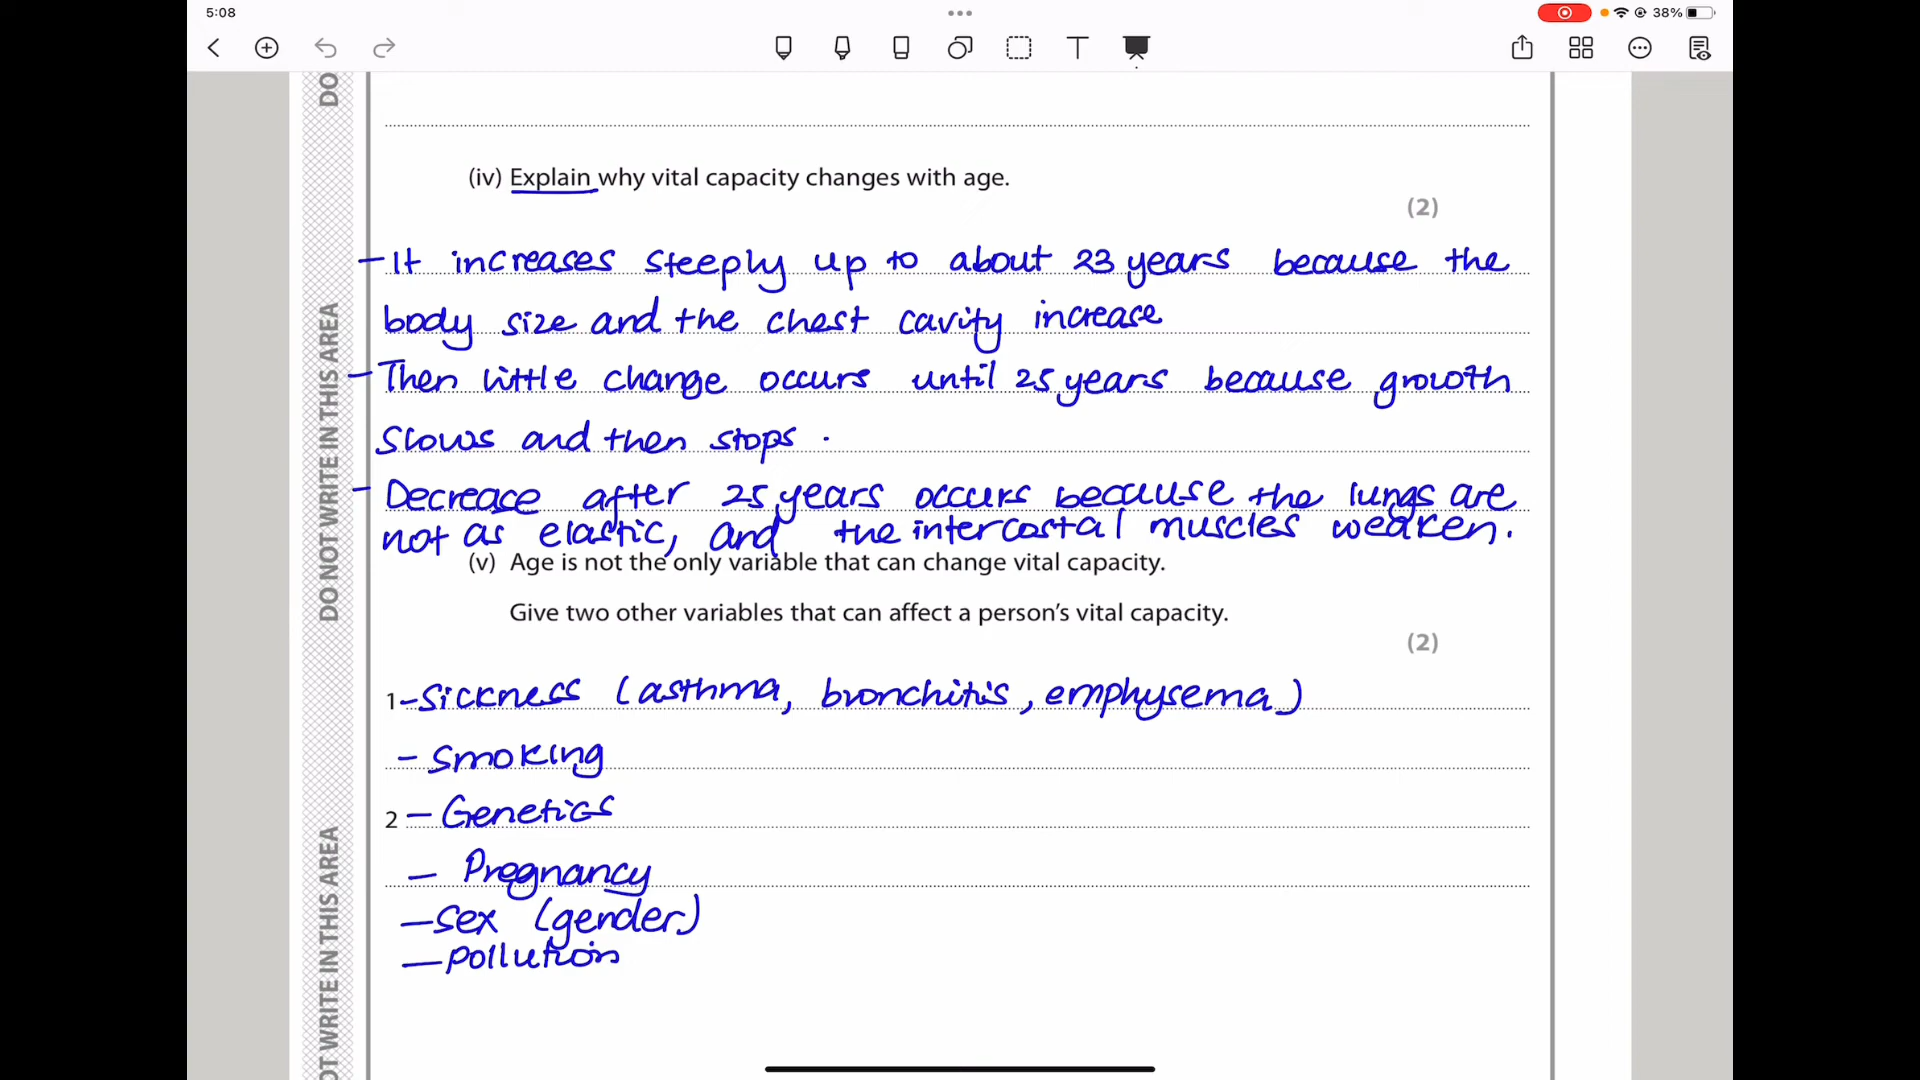 5:08
38%
DO
(iv) Explain why vital capacity changes with age.
(2)
- It increases steeply up to about 23 years because the
body size and the chest cavity increase
- Then little change occurs until 25 years because growth
slows and then stops.
- Decrease after 25 years occurs because the lungs are
not as elastic, and the intercostal muscles weaken.
DO NOT WRITE IN THIS AREA
(v) Age is not the only variable that can change vital capacity.
Give two other variables that can affect a person's vital capacity.
(2)
1 - Sickness (asthma, bronchitis, emphysema)
- Smoking
2 - Genetics
- Pregnancy
- Sex (gender)
- pollution
OT WRITE IN THIS AREA